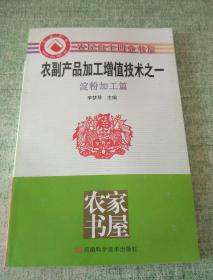 农副产品加工增值技术之一
淀粉加工篇
李梦琴 主编
农家
书屋
河南科学技术出版社